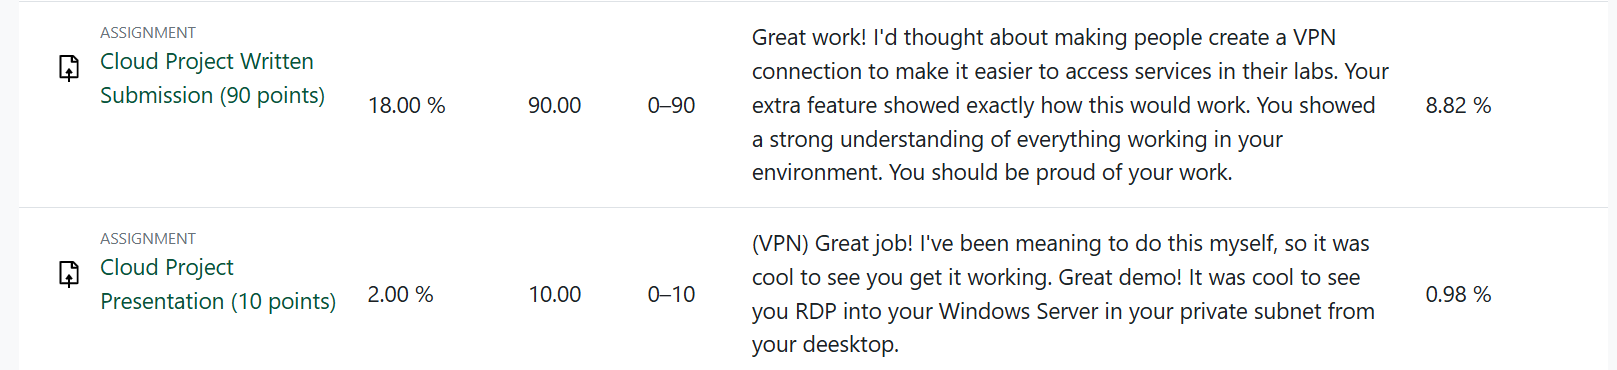 ASSIGNMENT
Cloud Project Written
Submission (90 points)
18.00 %
90.00
0–90
Great work! I'd thought about making people create a VPN
connection to make it easier to access services in their labs. Your
extra feature showed exactly how this would work. You showed
a strong understanding of everything working in your
environment. You should be proud of your work.
8.82 %
ASSIGNMENT
Cloud Project
Presentation (10 points)
2.00 %
10.00
0–10
(VPN) Great job! I've been meaning to do this myself, so it was
cool to see you get it working. Great demo! It was cool to see
you RDP into your Windows Server in your private subnet from
your deesktop.
0.98 %